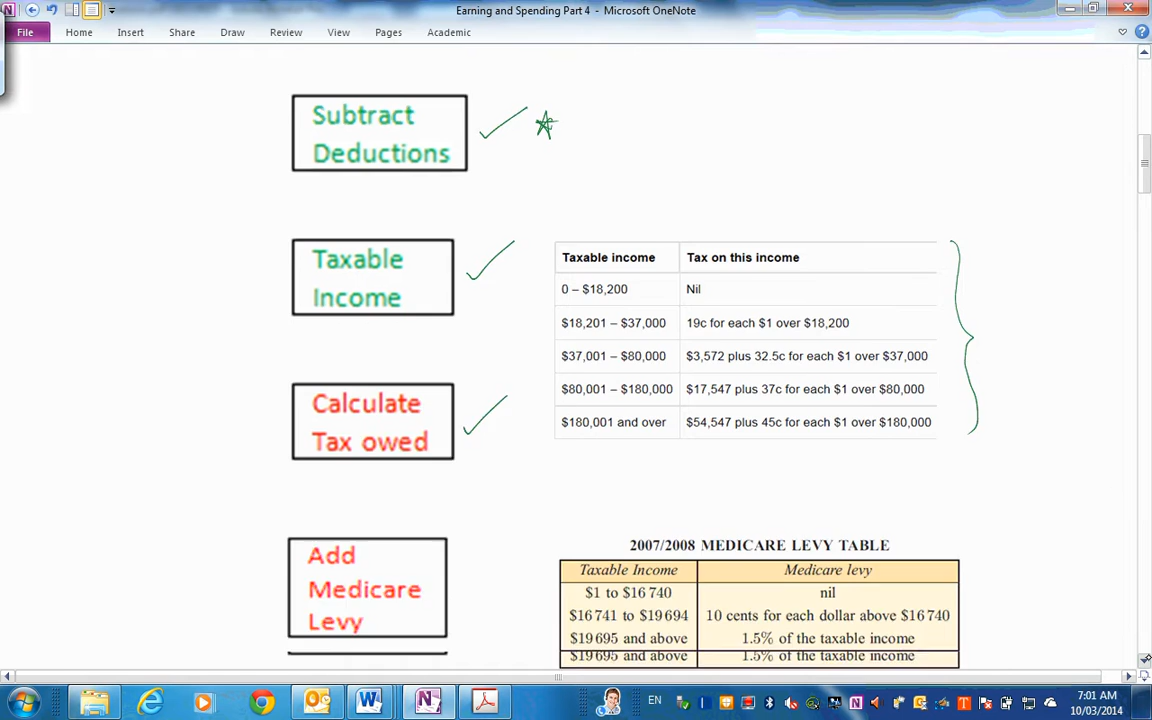 Earning and Spending Part 4 - Microsoft OneNote
File Home Insert Share Draw Review View Pages Academic
Subtract
Deductions
Taxable
Income
Taxable income Tax on this income
0 – $18,200 Nil
$18,201 – $37,000 19c for each $1 over $18,200
$37,001 – $80,000 $3,572 plus 32.5c for each $1 over $37,000
$80,001 – $180,000 $17,547 plus 37c for each $1 over $80,000
$180,001 and over $54,547 plus 45c for each $1 over $180,000
Calculate
Tax owed
Add
Medicare
Levy
2007/2008 MEDICARE LEVY TABLE
Taxable Income Medicare levy
$1 to $16 740 nil
$16 741 to $19 694 10 cents for each dollar above $16 740
$19 695 and above 1.5% of the taxable income
$19 695 and above 1.5% of the taxable income
EN
7:01 AM
10/03/2014